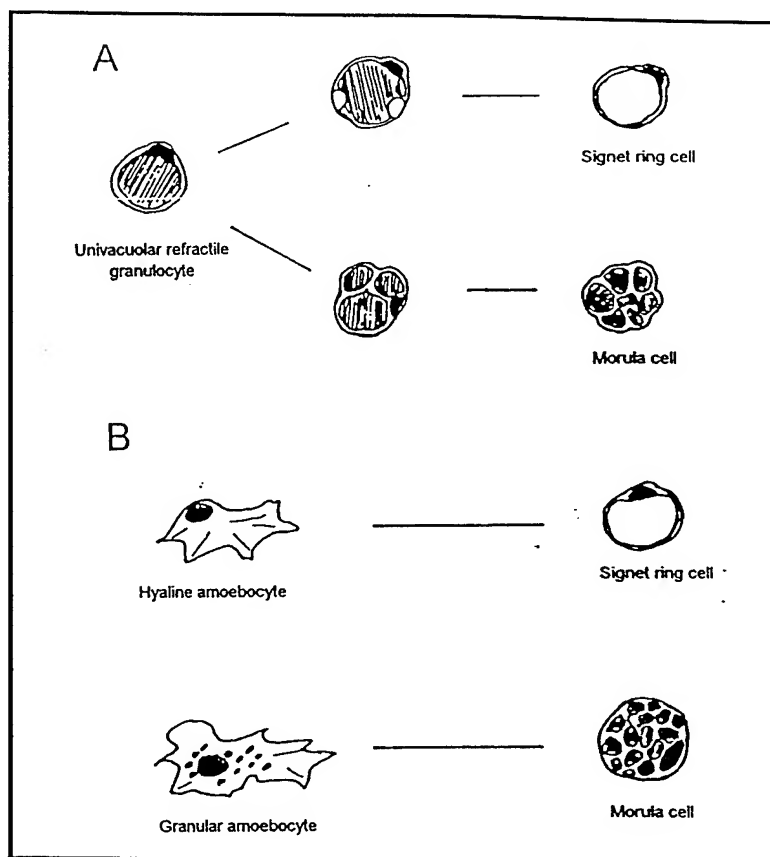 A
Signet ring cell
Univacuolar refractile
granulocyte
Morula cell
B
Hyaline amoebocyte
Signet ring cell
Granular amoebocyte
Morula cell